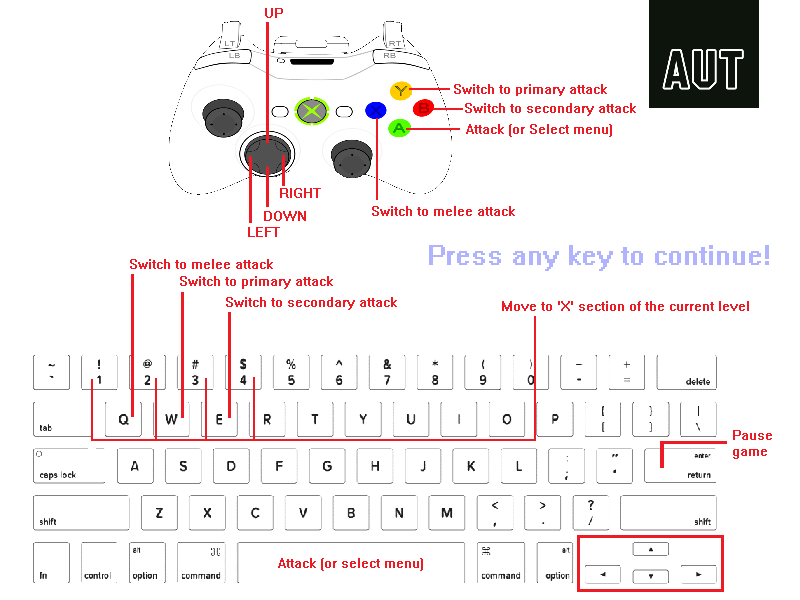 UP
AUT
LT
RT
LB
RB
Y
Switch to primary attack
B
Switch to secondary attack
X
A
Attack (or Select menu)
RIGHT
DOWN
LEFT
Switch to melee attack
Press any key to continue!
Switch to melee attack
Switch to primary attack
Switch to secondary attack
Move to 'X' section of the current level
~ ! @ # $ % ^ & * ( ) - +
` 1 2 3 4 5 6 7 8 9 0 - = delete
tab Q W E R T Y U I O P { } |
[ ] \
Pause
game
caps lock A S D F G H J K L : " enter
; ' return
shift Z X C V B N M < > ? shift
, . /
alt ⌘ ⌘ alt
fn control option command Attack (or select menu) command option